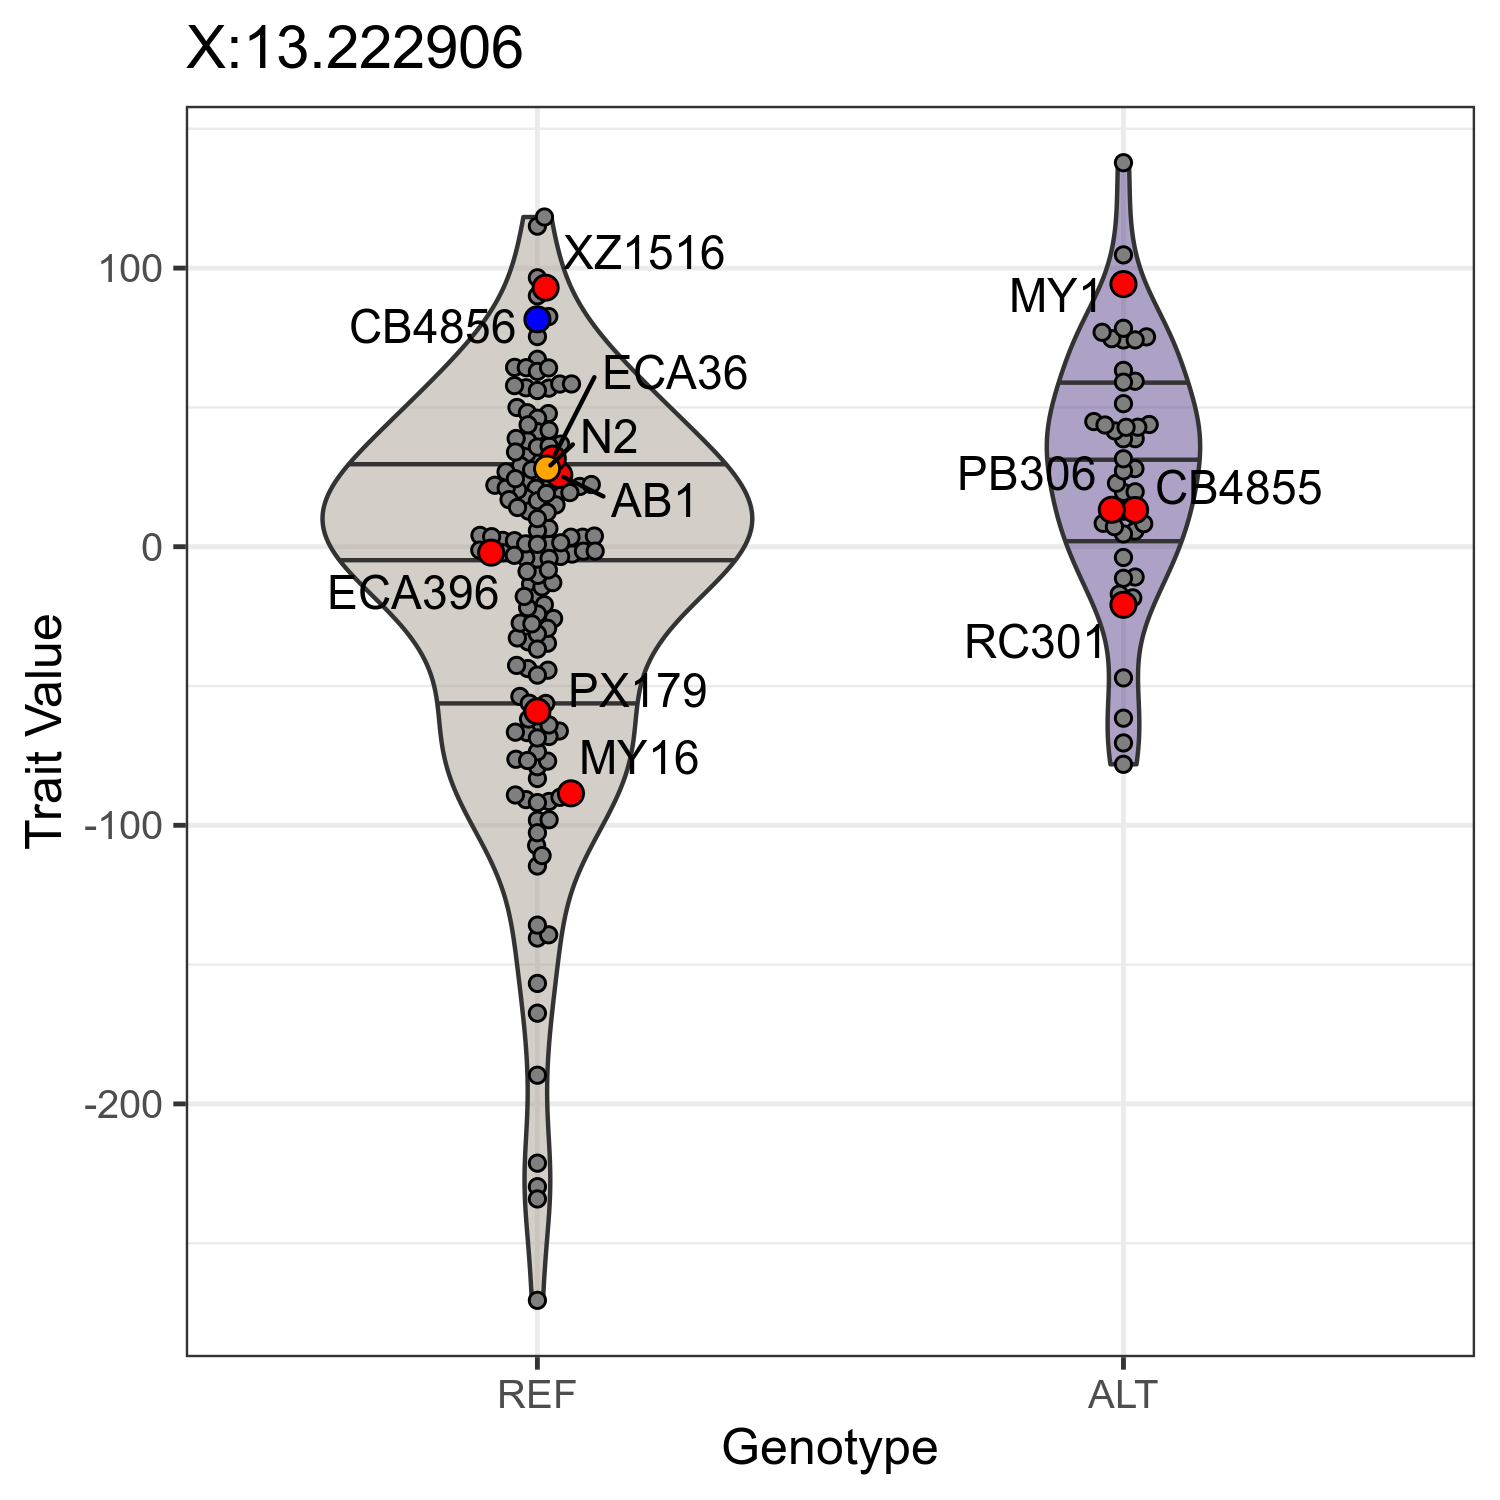 X:13.222906
Trait Value
100
0
-100
-200
XZ1516
CB4856
ECA36
N2
AB1
ECA396
PX179
MY16
MY1
PB306
CB4855
RC301
REF
ALT
Genotype